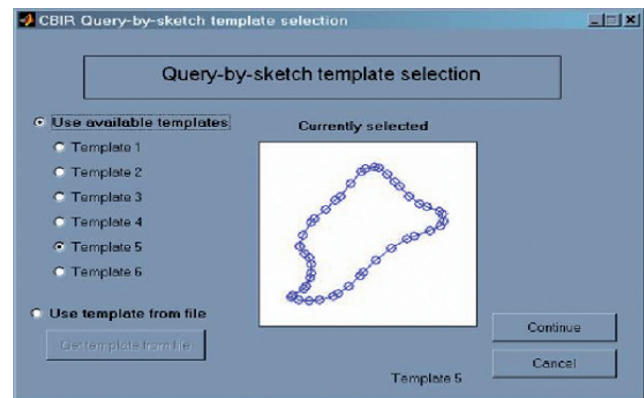 CBIR Query-by-sketch template selection
Query-by-sketch template selection
Use available templates
Template 1
Template 2
Template 3
Template 4
Template 5
Template 6
Use template from file
Get template from file
Currently selected
Template 5
Continue
Cancel